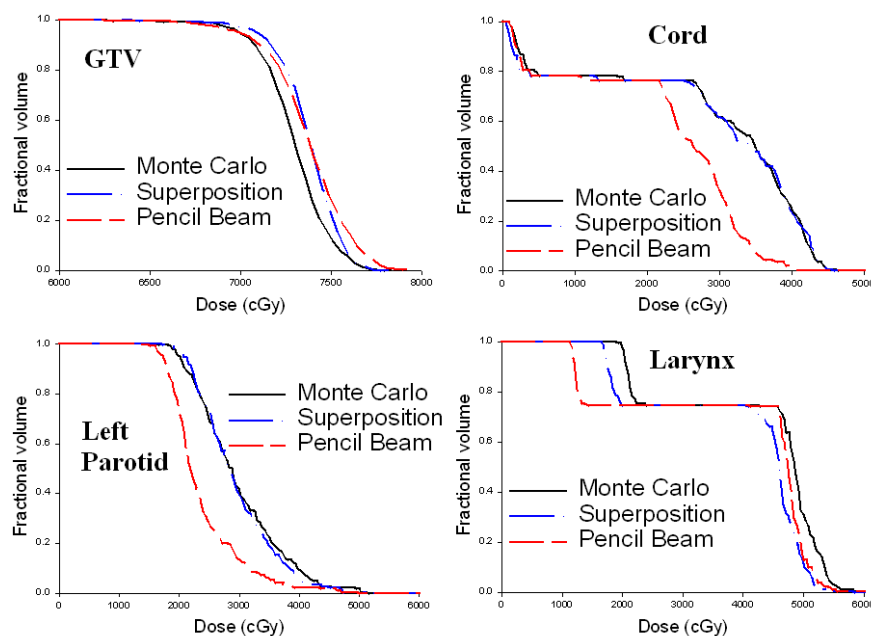 GTV
Fractional volume
1.0
0.8
0.6
0.4
0.2
0.0
Monte Carlo
Superposition
Pencil Beam
6000
6500
7000
7500
8000
Dose (cGy)
Cord
Fractional volume
1.0
0.8
0.6
0.4
0.2
0.0
Monte Carlo
Superposition
Pencil Beam
0
1000
2000
3000
4000
5000
Dose (cGy)
Left
Parotid
Fractional volume
1.0
0.8
0.6
0.4
0.2
0.0
Monte Carlo
Superposition
Pencil Beam
0
1000
2000
3000
4000
5000
6000
Dose (cGy)
Larynx
Fractional volume
1.0
0.8
0.6
0.4
0.2
0.0
Monte Carlo
Superposition
Pencil Beam
0
1000
2000
3000
4000
5000
6000
Dose (cGy)